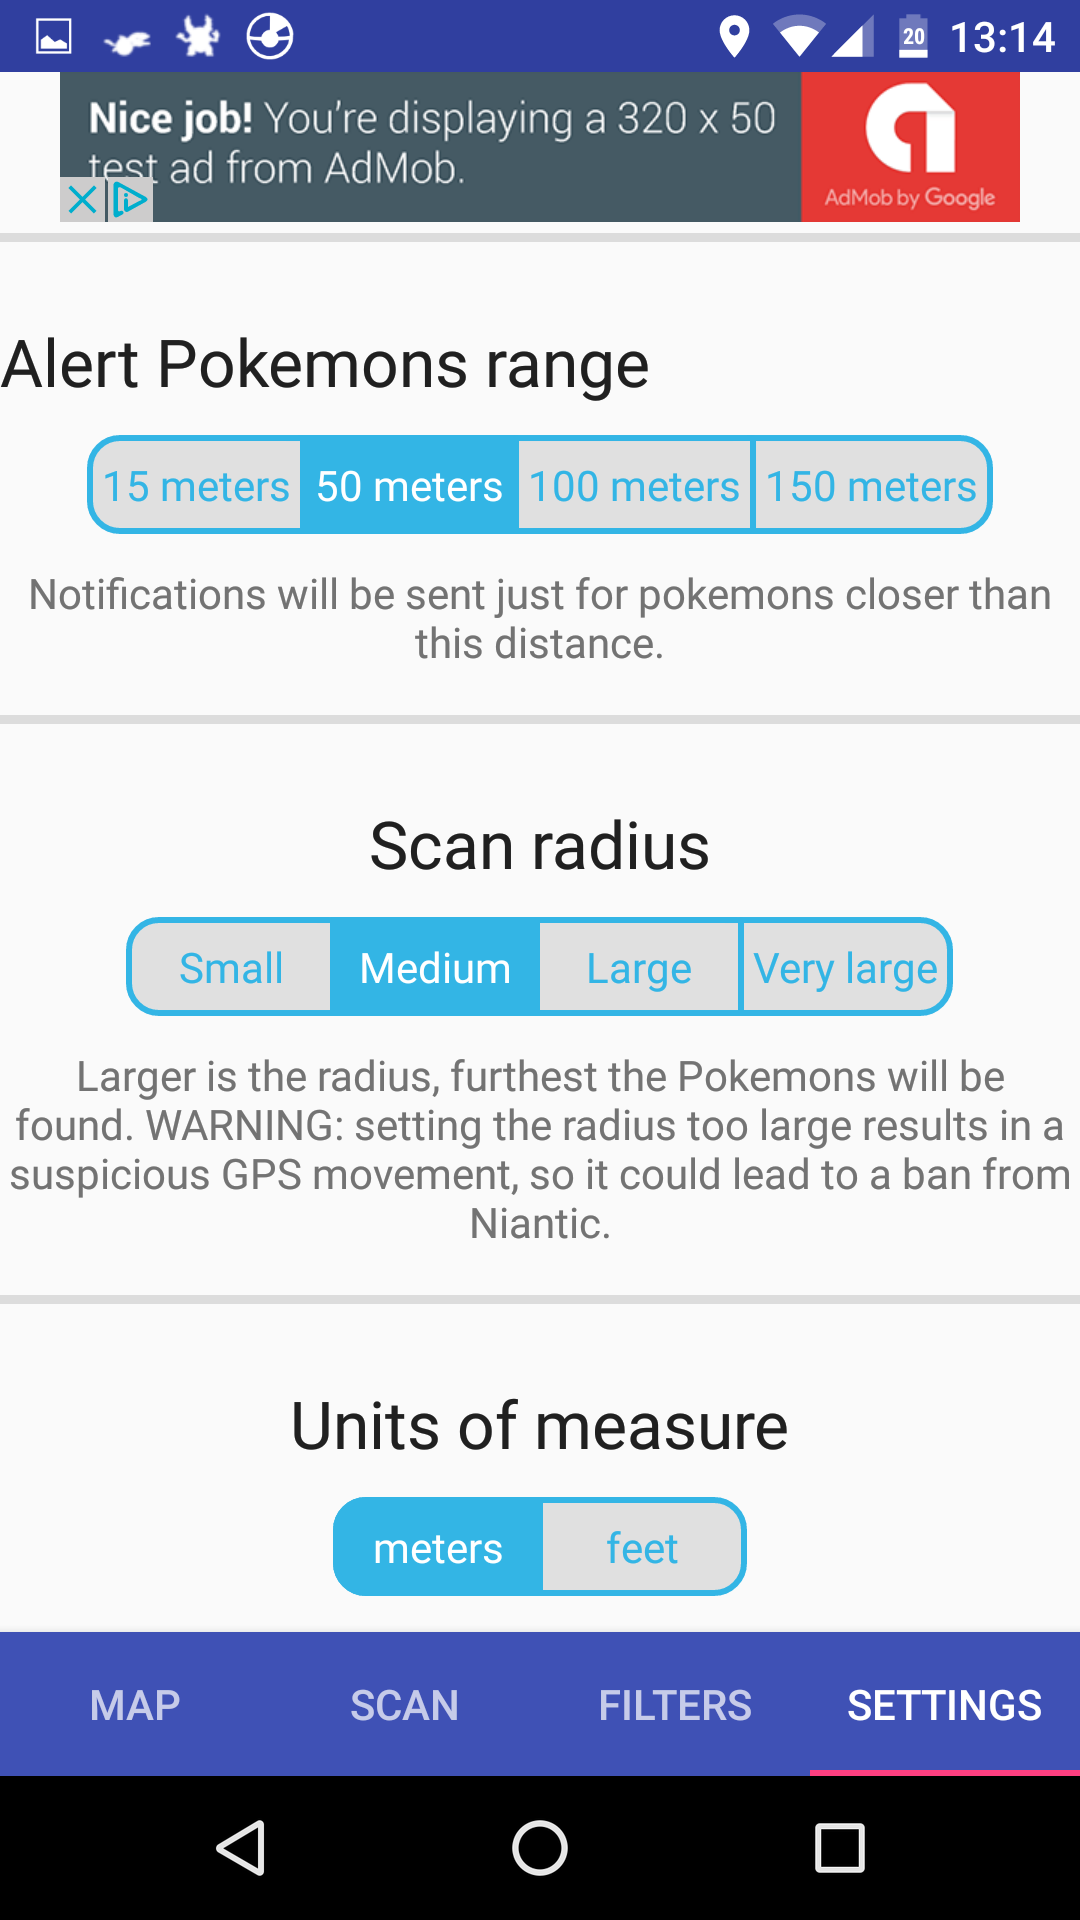 20 13:14
Nice job! You're displaying a 320 x 50
test ad from AdMob.
AdMob by Google
Alert Pokemons range
15 meters 50 meters 100 meters 150 meters
Notifications will be sent just for pokemons closer than
this distance.
Scan radius
Small Medium Large Very large
Larger is the radius, furthest the Pokemons will be
found. WARNING: setting the radius too large results in a
suspicious GPS movement, so it could lead to a ban from
Niantic.
Units of measure
meters feet
MAP SCAN FILTERS SETTINGS